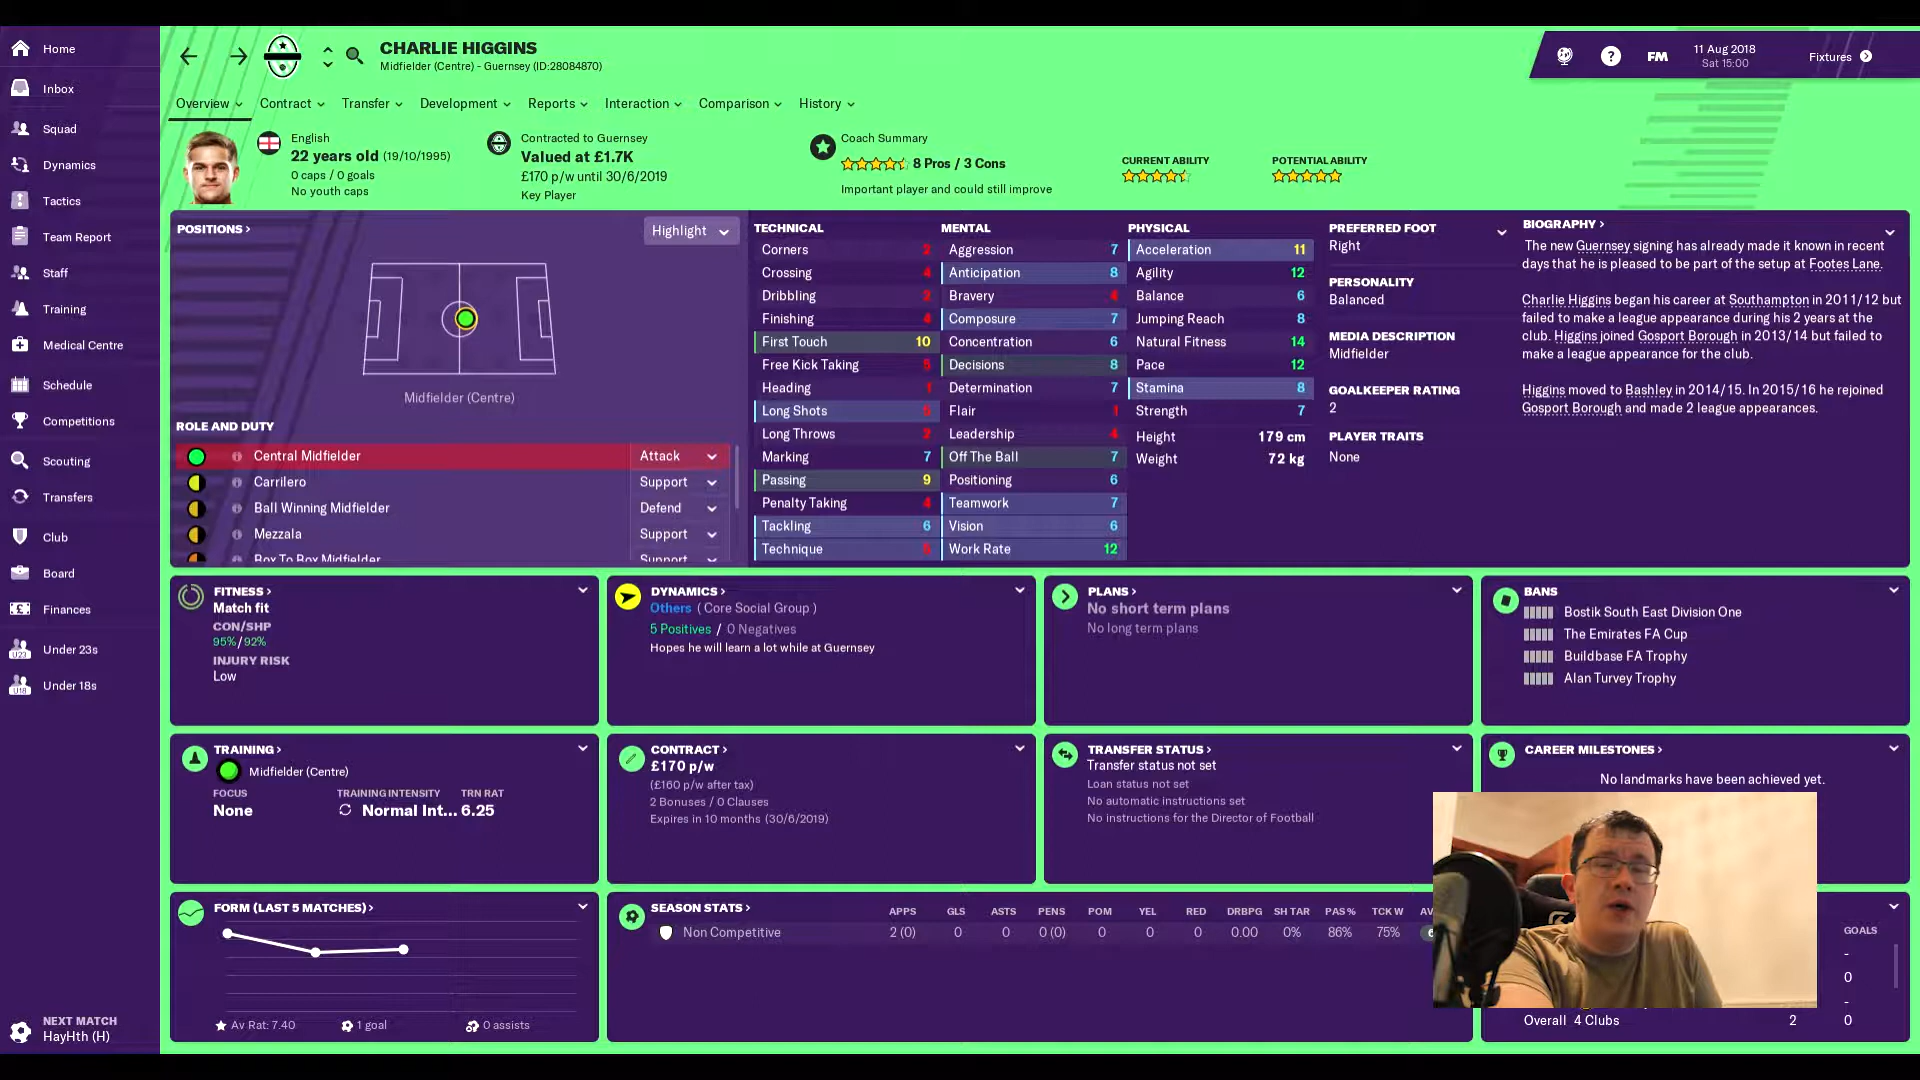 Home
Inbox
Squad
Dynamics
Tactics
Team Report
Staff
Training
Medical Centre
Schedule
Competitions
Scouting
Transfers
Club
Board
Finances
U23 Under 23s
U18 Under 18s
NEXT MATCH
HayHth (H)
CHARLIE HIGGINS
Midfielder (Centre) - Guernsey (ID:28084870)
FM
11 Aug 2018
Sat 15:00
Fixtures
Overview Contract Transfer Development Reports Interaction Comparison History
English
22 years old (19/10/1995)
0 caps / 0 goals
No youth caps
Contracted to Guernsey
Valued at £1.7K
£170 p/w until 30/6/2019
Key Player
Coach Summary
8 Pros / 3 Cons
Important player and could still improve
CURRENT ABILITY
POTENTIAL ABILITY
POSITIONS >
Highlight
Midfielder (Centre)
ROLE AND DUTY
Central Midfielder Attack
Carrilero Support
Ball Winning Midfielder Defend
Mezzala Support
Box To Box Midfielder Support
TECHNICAL
Corners 2
Crossing 4
Dribbling 2
Finishing 4
First Touch 10
Free Kick Taking 5
Heading 1
Long Shots 5
Long Throws 2
Marking 7
Passing 9
Penalty Taking 4
Tackling 6
Technique 5
MENTAL
Aggression 7
Anticipation 8
Bravery 4
Composure 7
Concentration 6
Decisions 8
Determination 7
Flair 1
Leadership 4
Off The Ball 7
Positioning 6
Teamwork 7
Vision 6
Work Rate 12
PHYSICAL
Acceleration 11
Agility 12
Balance 6
Jumping Reach 8
Natural Fitness 14
Pace 12
Stamina 8
Strength 7
Height 179 cm
Weight 72 kg
PREFERRED FOOT
Right
PERSONALITY
Balanced
MEDIA DESCRIPTION
Midfielder
GOALKEEPER RATING
2
PLAYER TRAITS
None
BIOGRAPHY >
The new Guernsey signing has already made it known in recent
days that he is pleased to be part of the setup at Footes Lane.
Charlie Higgins began his career at Southampton in 2011/12 but
failed to make a league appearance during his 2 years at the
club. Higgins joined Gosport Borough in 2013/14 but failed to
make a league appearance for the club.
Higgins moved to Bashley in 2014/15. In 2015/16 he rejoined
Gosport Borough and made 2 league appearances.
FITNESS >
Match fit
CON/SHP
95%/92%
INJURY RISK
Low
DYNAMICS >
Others ( Core Social Group )
5 Positives / 0 Negatives
Hopes he will learn a lot while at Guernsey
PLANS >
No short term plans
No long term plans
BANS
Bostik South East Division One
The Emirates FA Cup
Buildbase FA Trophy
Alan Turvey Trophy
TRAINING >
Midfielder (Centre)
FOCUS TRAINING INTENSITY TRN RAT
None Normal Int... 6.25
CONTRACT >
£170 p/w
(£160 p/w after tax)
2 Bonuses / 0 Clauses
Expires in 10 months (30/6/2019)
TRANSFER STATUS >
Transfer status not set
Loan status not set
No automatic instructions set
No instructions for the Director of Football
CAREER MILESTONES >
No landmarks have been achieved yet.
FORM (LAST 5 MATCHES) >
Av Rat: 7.40 1 goal 0 assists
SEASON STATS > APPS GLS ASTS PENS POM YEL RED DRBPG SH TAR PAS % TCK W
Non Competitive 2 (0) 0 0 0 (0) 0 0 0 0.00 0% 86% 75%
GOALS
-
0
-
Overall 4 Clubs 2 0